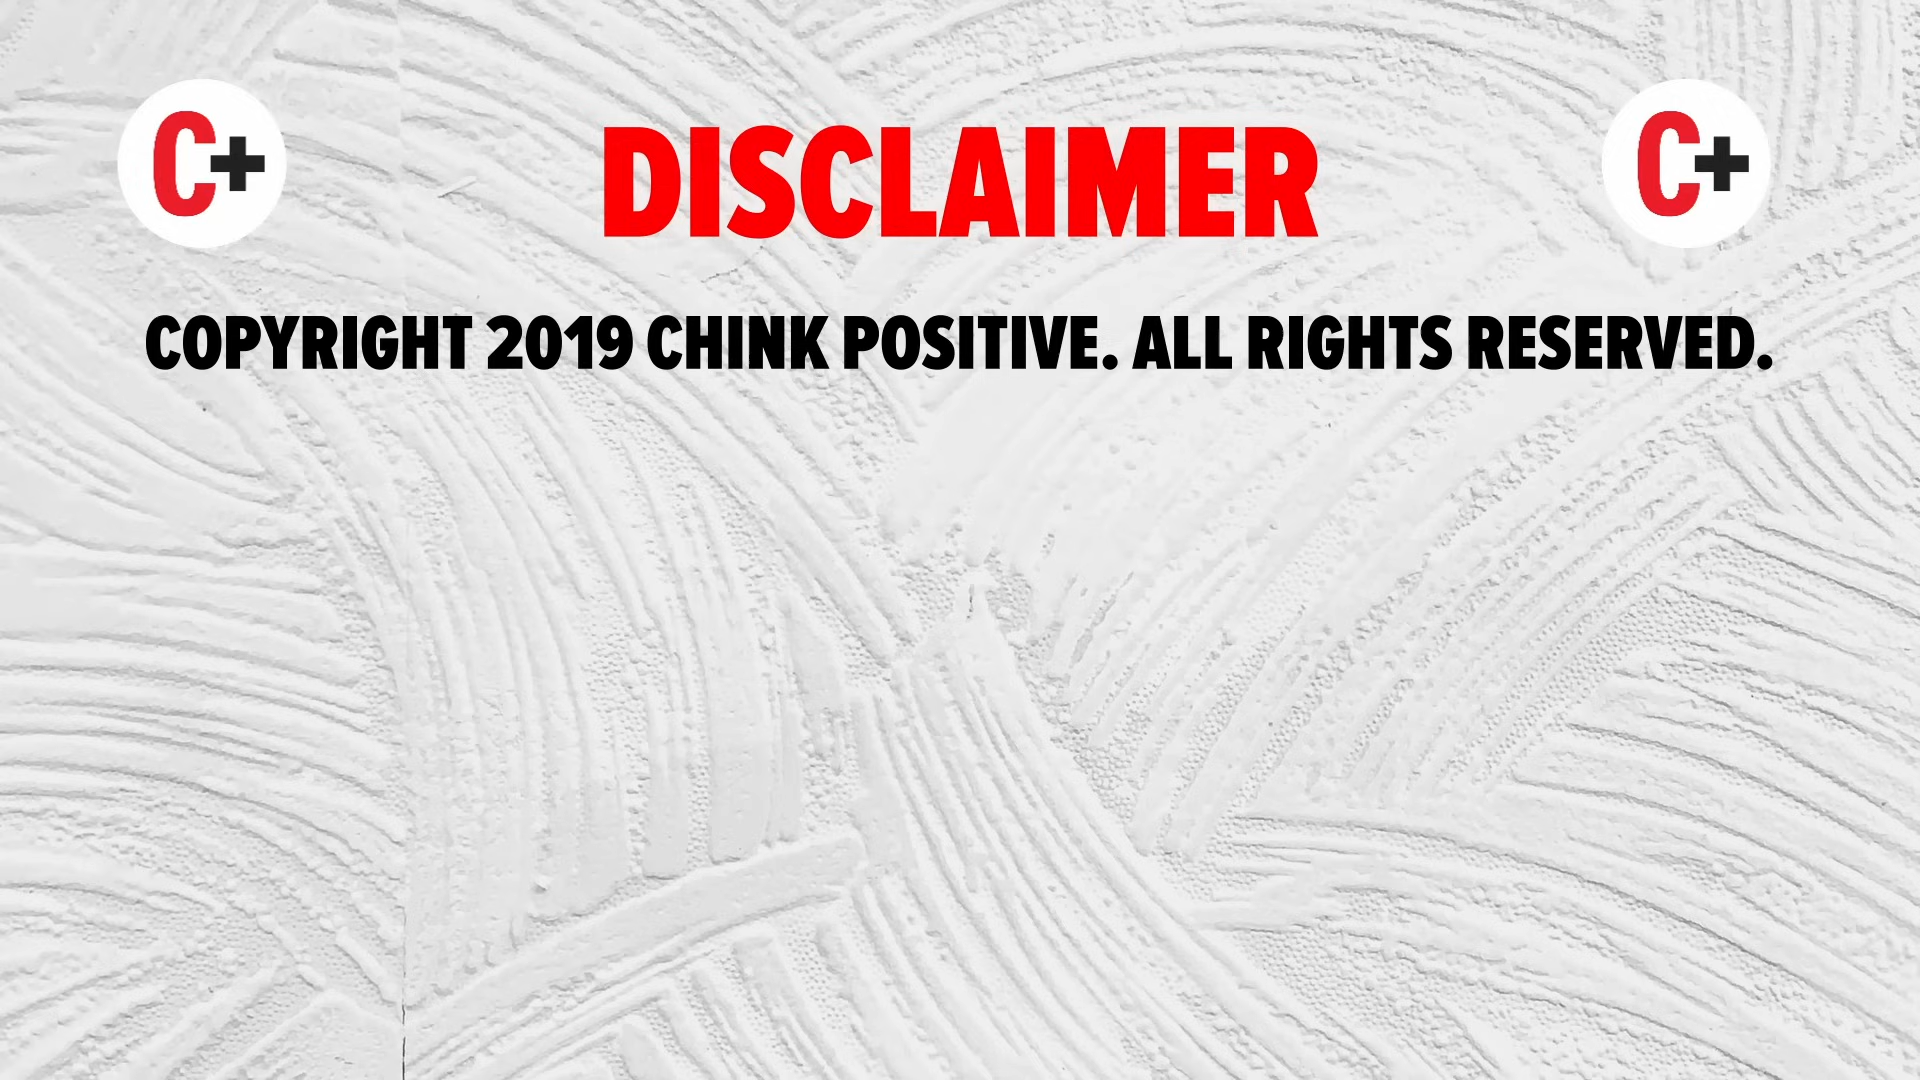 C+
DISCLAIMER
C+
COPYRIGHT 2019 CHINK POSITIVE. ALL RIGHTS RESERVED.